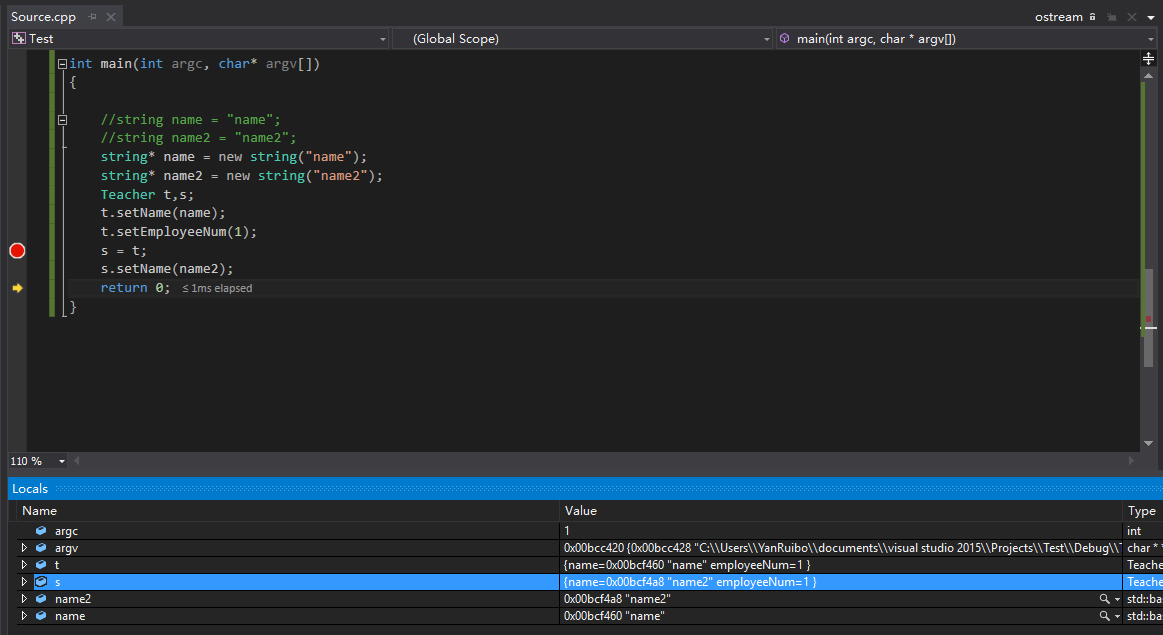 Source.cpp
ostream
Test
(Global Scope)
main(int argc, char * argv[])
int main(int argc, char* argv[])
{
//string name = "name";
//string name2 = "name2";
string* name = new string("name");
string* name2 = new string("name2");
Teacher t,s;
t.setName(name);
t.setEmployeeNum(1);
s = t;
s.setName(name2);
return 0; ≤ 1ms elapsed
}
110 %
Locals
Name Value Type
argc 1 int
argv 0x00bcc420 {0x00bcc428 "C:\\Users\\YanRuibo\\documents\\visual studio 2015\\Projects\\Test\\Debug\\T char * *
t {name=0x00bcf460 "name" employeeNum=1 } Teache
s {name=0x00bcf4a8 "name2" employeeNum=1 } Teache
name2 0x00bcf4a8 "name2" std::ba
name 0x00bcf460 "name" std::ba